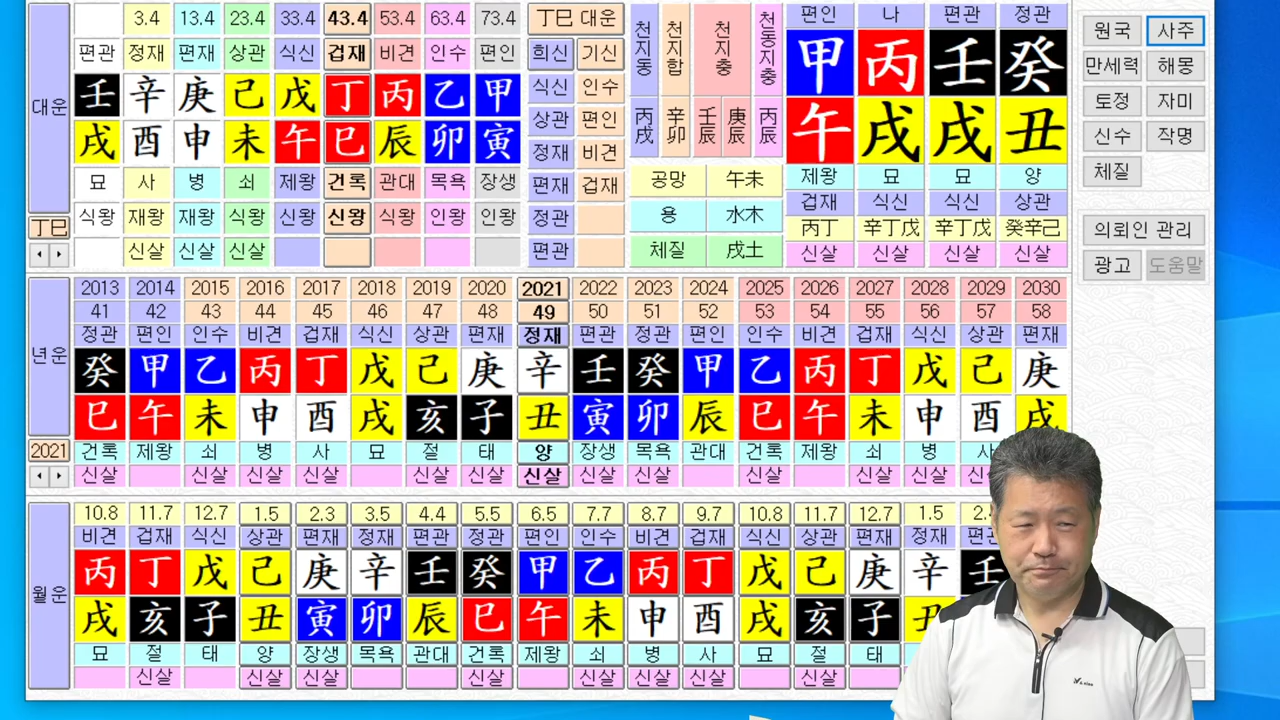 대운
3.4 13.4 23.4 33.4 43.4 53.4 63.4 73.4
편관 정재 편재 상관 식신 겁재 비견 인수 편인
壬 辛 庚 己 戊 丁 丙 乙 甲
戌 酉 申 未 午 巳 辰 卯 寅
묘 사 병 쇠 제왕 건록 관대 목욕 장생
식왕 재왕 재왕 식왕 신왕 신왕 식왕 인왕 인왕
신살 신살 신살
丁巳
丁巳 대운
희신 기신
식신 인수
상관 편인
정재 비견
편재 겁재
정관
편관
천지동 천지합 천지충 천동지충
丙戌 辛卯 壬辰 庚辰 丙辰
공망 午未
용 水木
체질 戌土
편인 나 편관 정관
甲 丙 壬 癸
午 戌 戌 丑
제왕 묘 묘 양
겁재 식신 식신 상관
丙丁 辛丁戊 辛丁戊 癸辛己
신살 신살 신살 신살
원국 사주
만세력 해몽
토정 자미
신수 작명
체질
의뢰인 관리
광고 도움말
년운
2013 2014 2015 2016 2017 2018 2019 2020 2021 2022 2023 2024 2025 2026 2027 2028 2029 2030
41 42 43 44 45 46 47 48 49 50 51 52 53 54 55 56 57 58
정관 편인 인수 비견 겁재 식신 상관 편재 정재 편관 정관 편인 인수 비견 겁재 식신 상관 편재
癸 甲 乙 丙 丁 戊 己 庚 辛 壬 癸 甲 乙 丙 丁 戊 己 庚
巳 午 未 申 酉 戌 亥 子 丑 寅 卯 辰 巳 午 未 申 酉 戌
2021
건록 제왕 쇠 병 사 묘 절 태 양 장생 목욕 관대 건록 제왕 쇠 병 사
신살 신살 신살 신살 신살 신살 신살 신살 신살 신살 신살
월운
10.8 11.7 12.7 1.5 2.3 3.5 4.4 5.5 6.5 7.7 8.7 9.7 10.8 11.7 12.7 1.5
비견 겁재 식신 상관 편재 정재 편관 정관 편인 인수 비견 겁재 식신 상관 편재 정재
丙 丁 戊 己 庚 辛 壬 癸 甲 乙 丙 丁 戊 己 庚 辛 壬
戌 亥 子 丑 寅 卯 辰 巳 午 未 申 酉 戌 亥 子 丑
묘 절 태 양 장생 목욕 관대 건록 제왕 쇠 병 사 묘 절 태
신살 신살 신살 신살 신살 신살 신살 신살 신살